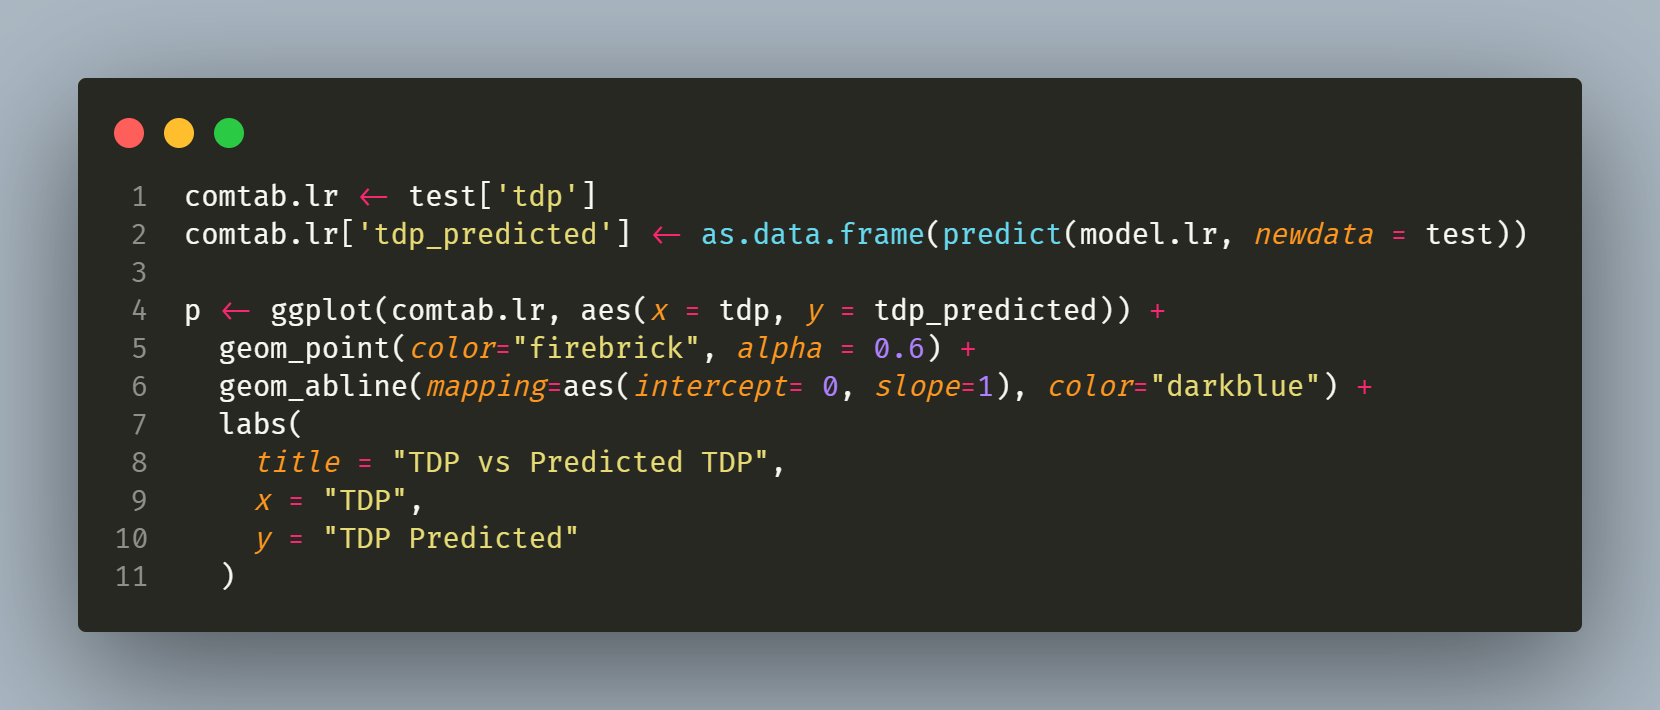 1 comtab.lr <- test['tdp']
2 comtab.lr['tdp_predicted'] <- as.data.frame(predict(model.lr, newdata = test))
3
4 p <- ggplot(comtab.lr, aes(x = tdp, y = tdp_predicted)) +
5   geom_point(color="firebrick", alpha = 0.6) +
6   geom_abline(mapping=aes(intercept= 0, slope=1), color="darkblue") +
7   labs(
8     title = "TDP vs Predicted TDP",
9     x = "TDP",
10     y = "TDP Predicted"
11   )